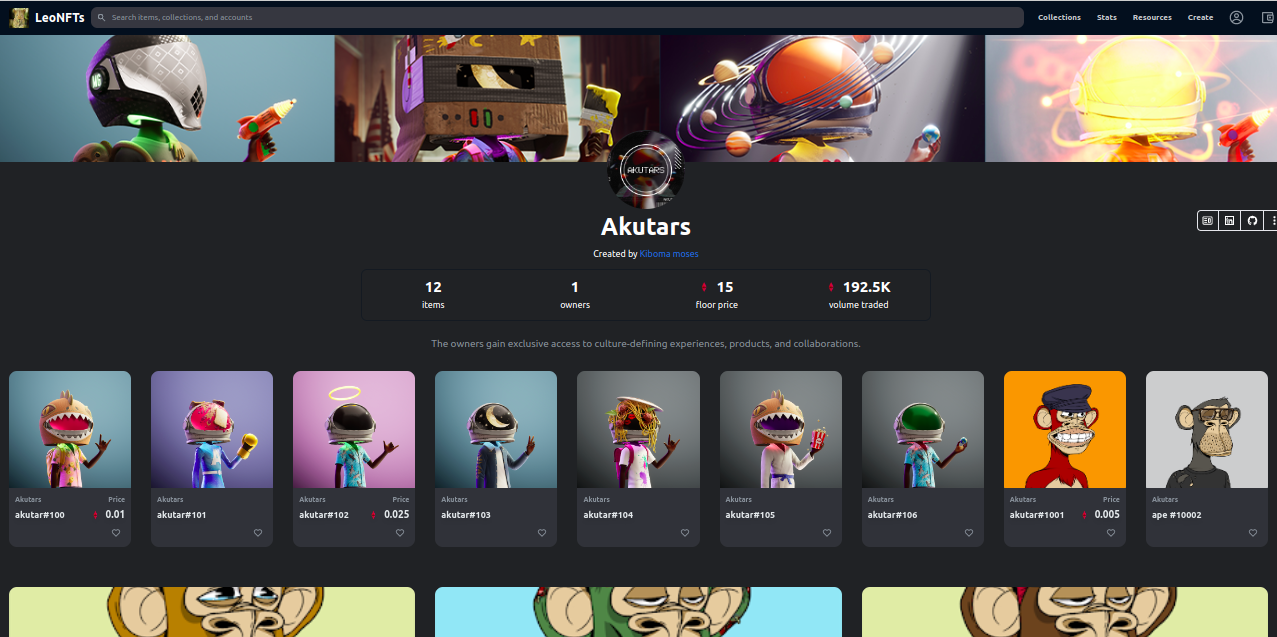 LeoNFTs
Search items, collections, and accounts
Collections Stats Resources Create
AKUTARS
Akutars
Created by Kiboma moses
12 1 15 192.5K
items owners floor price volume traded
The owners gain exclusive access to culture-defining experiences, products, and collaborations.
Akutars Price
akutar#100 0.01
Akutars
akutar#101
Akutars Price
akutar#102 0.025
Akutars
akutar#103
Akutars
akutar#104
Akutars
akutar#105
Akutars
akutar#106
Akutars Price
akutar#1001 0.005
Akutars
ape #10002